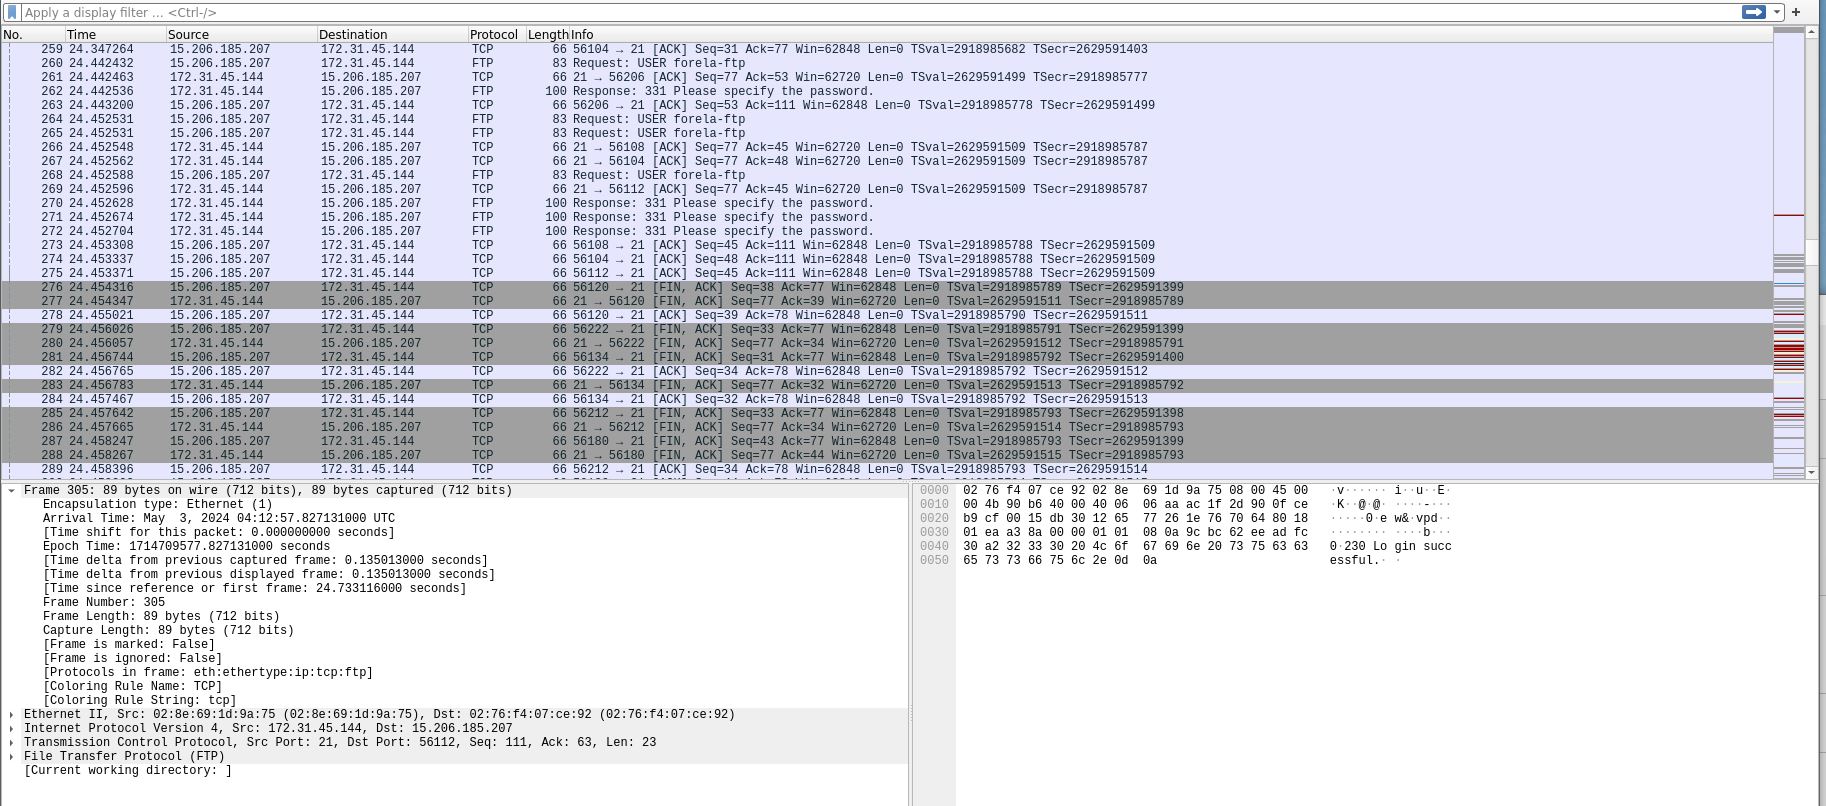 Apply a display filter ... <Ctrl-/>
+
No. Time Source Destination Protocol Length Info
259 24.347264 15.206.185.207 172.31.45.144 TCP 66 56104 → 21 [ACK] Seq=31 Ack=77 Win=62848 Len=0 TSval=2918985682 TSecr=2629591403
260 24.442432 15.206.185.207 172.31.45.144 FTP 83 Request: USER forela-ftp
261 24.442463 172.31.45.144 15.206.185.207 TCP 66 21 → 56206 [ACK] Seq=77 Ack=53 Win=62720 Len=0 TSval=2629591499 TSecr=2918985777
262 24.442536 172.31.45.144 15.206.185.207 FTP 100 Response: 331 Please specify the password.
263 24.443200 15.206.185.207 172.31.45.144 TCP 66 56206 → 21 [ACK] Seq=53 Ack=111 Win=62848 Len=0 TSval=2918985778 TSecr=2629591499
264 24.452531 15.206.185.207 172.31.45.144 FTP 83 Request: USER forela-ftp
265 24.452531 15.206.185.207 172.31.45.144 FTP 83 Request: USER forela-ftp
266 24.452548 172.31.45.144 15.206.185.207 TCP 66 21 → 56108 [ACK] Seq=77 Ack=45 Win=62720 Len=0 TSval=2629591509 TSecr=2918985787
267 24.452562 172.31.45.144 15.206.185.207 TCP 66 21 → 56104 [ACK] Seq=77 Ack=48 Win=62720 Len=0 TSval=2629591509 TSecr=2918985787
268 24.452588 15.206.185.207 172.31.45.144 FTP 83 Request: USER forela-ftp
269 24.452596 172.31.45.144 15.206.185.207 TCP 66 21 → 56112 [ACK] Seq=77 Ack=45 Win=62720 Len=0 TSval=2629591509 TSecr=2918985787
270 24.452628 172.31.45.144 15.206.185.207 FTP 100 Response: 331 Please specify the password.
271 24.452674 172.31.45.144 15.206.185.207 FTP 100 Response: 331 Please specify the password.
272 24.452704 172.31.45.144 15.206.185.207 FTP 100 Response: 331 Please specify the password.
273 24.453308 15.206.185.207 172.31.45.144 TCP 66 56108 → 21 [ACK] Seq=45 Ack=111 Win=62848 Len=0 TSval=2918985788 TSecr=2629591509
274 24.453337 15.206.185.207 172.31.45.144 TCP 66 56104 → 21 [ACK] Seq=48 Ack=111 Win=62848 Len=0 TSval=2918985788 TSecr=2629591509
275 24.453371 15.206.185.207 172.31.45.144 TCP 66 56112 → 21 [ACK] Seq=45 Ack=111 Win=62848 Len=0 TSval=2918985788 TSecr=2629591509
276 24.454316 15.206.185.207 172.31.45.144 TCP 66 56120 → 21 [FIN, ACK] Seq=38 Ack=77 Win=62848 Len=0 TSval=2918985789 TSecr=2629591399
277 24.454347 172.31.45.144 15.206.185.207 TCP 66 21 → 56120 [FIN, ACK] Seq=77 Ack=39 Win=62720 Len=0 TSval=2629591511 TSecr=2918985789
278 24.455021 15.206.185.207 172.31.45.144 TCP 66 56120 → 21 [ACK] Seq=39 Ack=78 Win=62848 Len=0 TSval=2918985790 TSecr=2629591511
279 24.456026 15.206.185.207 172.31.45.144 TCP 66 56222 → 21 [FIN, ACK] Seq=33 Ack=77 Win=62848 Len=0 TSval=2918985791 TSecr=2629591399
280 24.456057 172.31.45.144 15.206.185.207 TCP 66 21 → 56222 [FIN, ACK] Seq=77 Ack=34 Win=62720 Len=0 TSval=2629591512 TSecr=2918985791
281 24.456744 15.206.185.207 172.31.45.144 TCP 66 56134 → 21 [FIN, ACK] Seq=31 Ack=77 Win=62848 Len=0 TSval=2918985792 TSecr=2629591400
282 24.456765 15.206.185.207 172.31.45.144 TCP 66 56222 → 21 [ACK] Seq=34 Ack=78 Win=62848 Len=0 TSval=2918985792 TSecr=2629591512
283 24.456783 172.31.45.144 15.206.185.207 TCP 66 21 → 56134 [FIN, ACK] Seq=77 Ack=32 Win=62720 Len=0 TSval=2629591513 TSecr=2918985792
284 24.457467 15.206.185.207 172.31.45.144 TCP 66 56134 → 21 [ACK] Seq=32 Ack=78 Win=62848 Len=0 TSval=2918985792 TSecr=2629591513
285 24.457642 15.206.185.207 172.31.45.144 TCP 66 56212 → 21 [FIN, ACK] Seq=33 Ack=77 Win=62848 Len=0 TSval=2918985793 TSecr=2629591398
286 24.457665 172.31.45.144 15.206.185.207 TCP 66 21 → 56212 [FIN, ACK] Seq=77 Ack=34 Win=62720 Len=0 TSval=2629591514 TSecr=2918985793
287 24.458247 15.206.185.207 172.31.45.144 TCP 66 56180 → 21 [FIN, ACK] Seq=43 Ack=77 Win=62848 Len=0 TSval=2918985793 TSecr=2629591399
288 24.458267 172.31.45.144 15.206.185.207 TCP 66 21 → 56180 [FIN, ACK] Seq=77 Ack=44 Win=62720 Len=0 TSval=2629591515 TSecr=2918985793
289 24.458396 15.206.185.207 172.31.45.144 TCP 66 56212 → 21 [ACK] Seq=34 Ack=78 Win=62848 Len=0 TSval=2918985793 TSecr=2629591514
Frame 305: 89 bytes on wire (712 bits), 89 bytes captured (712 bits)
Encapsulation type: Ethernet (1)
Arrival Time: May  3, 2024 04:12:57.827131000 UTC
[Time shift for this packet: 0.000000000 seconds]
Epoch Time: 1714709577.827131000 seconds
[Time delta from previous captured frame: 0.135013000 seconds]
[Time delta from previous displayed frame: 0.135013000 seconds]
[Time since reference or first frame: 24.733116000 seconds]
Frame Number: 305
Frame Length: 89 bytes (712 bits)
Capture Length: 89 bytes (712 bits)
[Frame is marked: False]
[Frame is ignored: False]
[Protocols in frame: eth:ethertype:ip:tcp:ftp]
[Coloring Rule Name: TCP]
[Coloring Rule String: tcp]
Ethernet II, Src: 02:8e:69:1d:9a:75 (02:8e:69:1d:9a:75), Dst: 02:76:f4:07:ce:92 (02:76:f4:07:ce:92)
Internet Protocol Version 4, Src: 172.31.45.144, Dst: 15.206.185.207
Transmission Control Protocol, Src Port: 21, Dst Port: 56112, Seq: 111, Ack: 63, Len: 23
File Transfer Protocol (FTP)
[Current working directory: ]
0000 02 76 f4 07 ce 92 02 8e 69 1d 9a 75 08 00 45 00 ·v······ i··u··E·
0010 00 4b 90 b6 40 00 40 06 06 aa ac 1f 2d 90 0f ce ·K··@·@· ····-···
0020 b9 cf 00 15 db 30 12 65 77 26 1e 76 70 64 80 18 ·····0·e w&·vpd··
0030 01 ea a3 8a 00 00 01 01 08 0a 9c bc 62 ee ad fc ········ ····b···
0040 30 a2 32 33 30 20 4c 6f 67 69 6e 20 73 75 63 63 0·230 Lo gin succ
0050 65 73 73 66 75 6c 2e 0d 0a essful.· ·